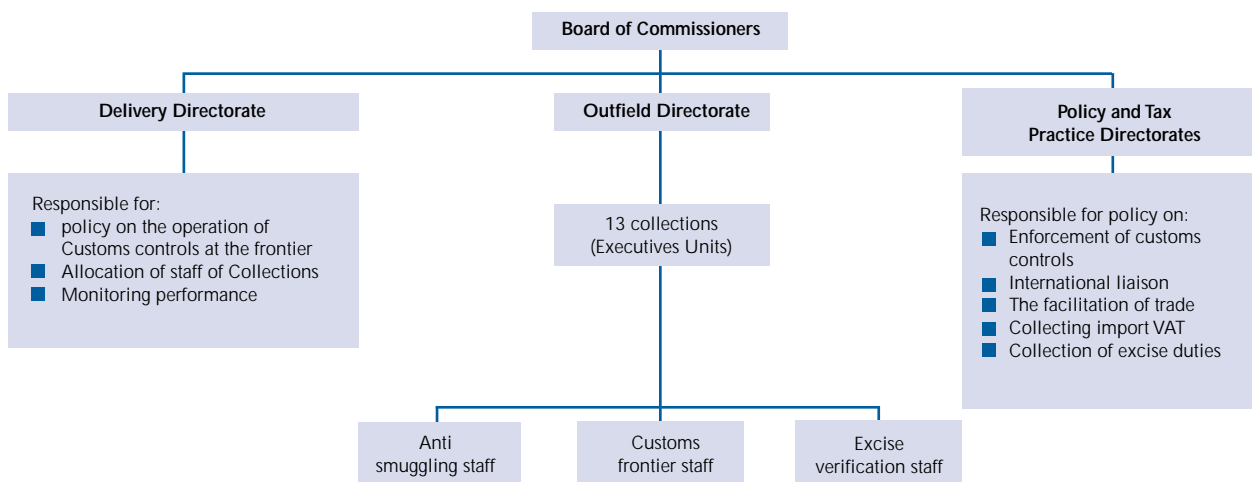 Board of Commissioners
Delivery Directorate
Outfield Directorate
Policy and Tax
Practice Directorates
Responsible for:
policy on the operation of
Customs controls at the frontier
Allocation of staff of Collections
Monitoring performance
13 collections
(Executives Units)
Responsible for policy on:
Enforcement of customs
controls
International liaison
The facilitation of trade
Collecting import VAT
Collection of excise duties
Anti
smuggling staff
Customs
frontier staff
Excise
verification staff